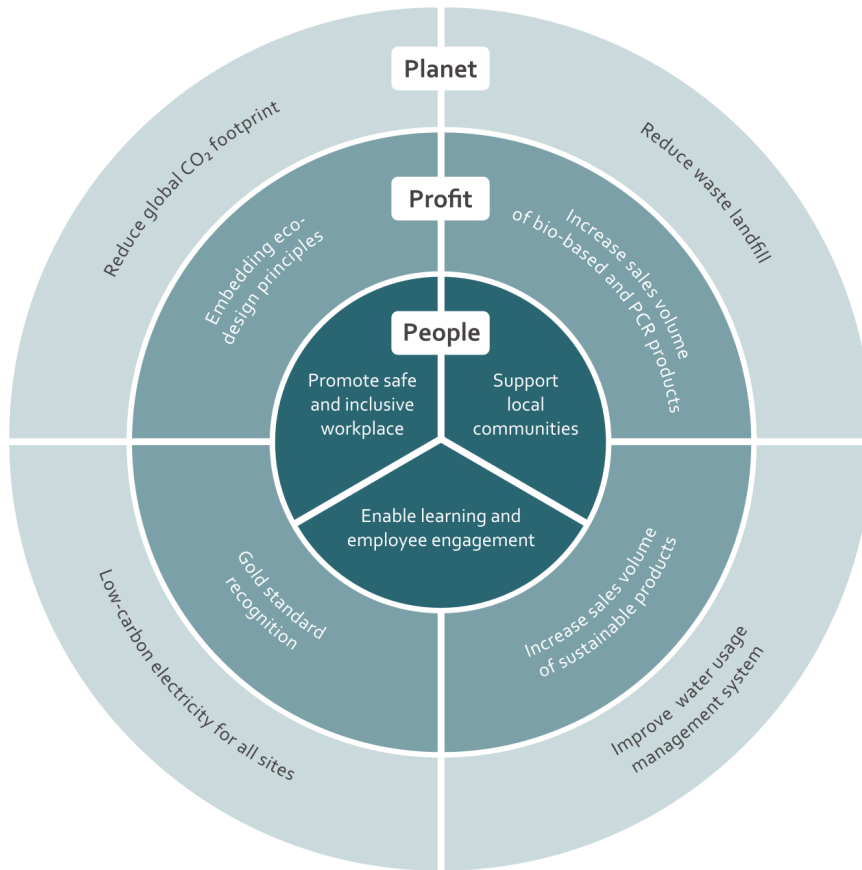 Planet
Reduce global CO₂ footprint
Reduce waste landfill
Profit
Embedding eco-
design principles
Increase sales volume
of bio-based and PCR products
People
Promote safe
and inclusive
workplace
Support
local
communities
Enable learning and
employee engagement
Gold standard
recognition
Increase sales volume
of sustainable products
Low-carbon electricity for all sites
Improve water usage
management system